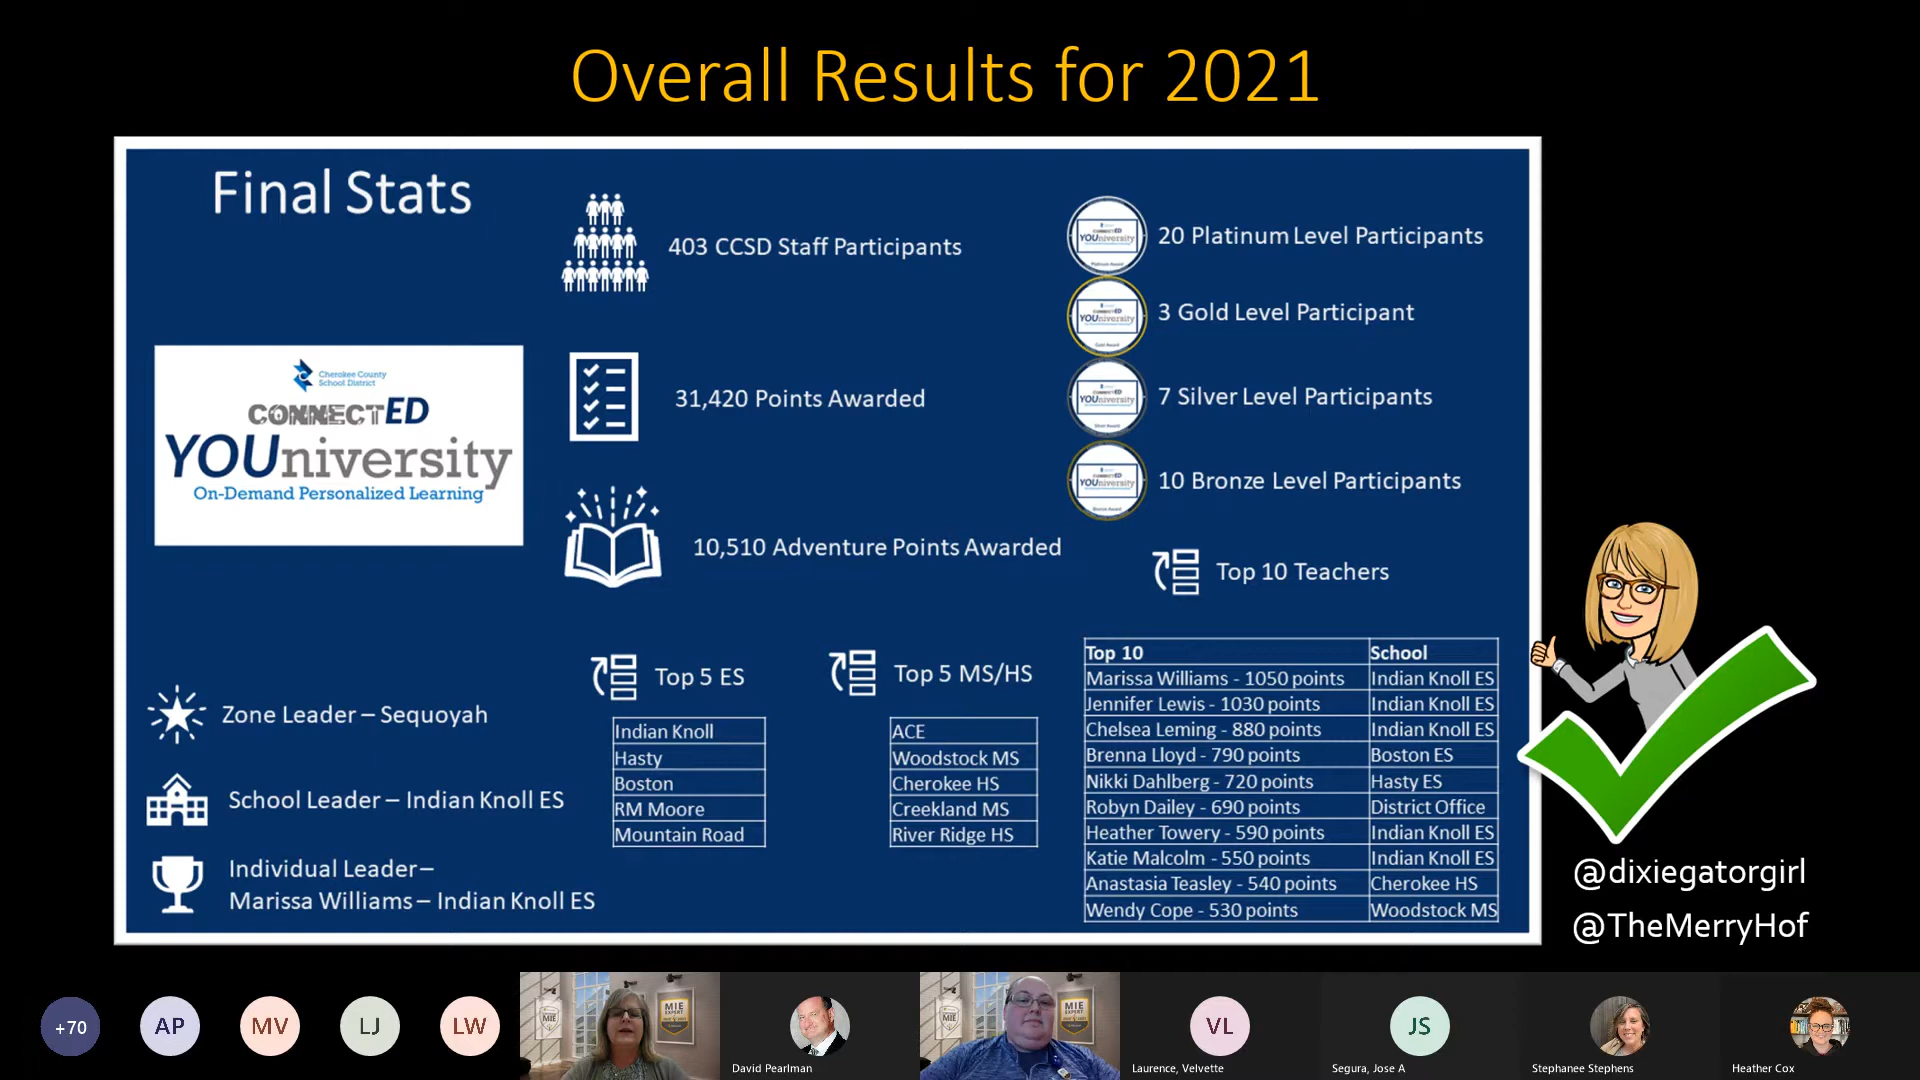 Overall Results for 2021
Final Stats
Cherokee County
School District
CONNECTED
YOUniversity
On-Demand Personalized Learning
403 CCSD Staff Participants
31,420 Points Awarded
10,510 Adventure Points Awarded
20 Platinum Level Participants
3 Gold Level Participant
7 Silver Level Participants
10 Bronze Level Participants
Top 10 Teachers
Zone Leader – Sequoyah
School Leader – Indian Knoll ES
Individual Leader –
Marissa Williams – Indian Knoll ES
Top 5 ES
Indian Knoll
Hasty
Boston
RM Moore
Mountain Road
Top 5 MS/HS
ACE
Woodstock MS
Cherokee HS
Creekland MS
River Ridge HS
Top 10 School
Marissa Williams - 1050 points Indian Knoll ES
Jennifer Lewis - 1030 points Indian Knoll ES
Chelsea Leming - 880 points Indian Knoll ES
Brenna Lloyd - 790 points Boston ES
Nikki Dahlberg - 720 points Hasty ES
Robyn Dailey - 690 points District Office
Heather Towery - 590 points Indian Knoll ES
Katie Malcolm - 550 points Indian Knoll ES
Anastasia Teasley - 540 points Cherokee HS
Wendy Cope - 530 points Woodstock MS
@dixiegatorgirl
@TheMerryHof
+70
AP
MV
LJ
LW
MIE
MIE
EXPERT
David Pearlman
MIE
MIE
EXPERT
VL
Laurence, Velvette
JS
Segura, Jose A
Stephanee Stephens
Heather Cox